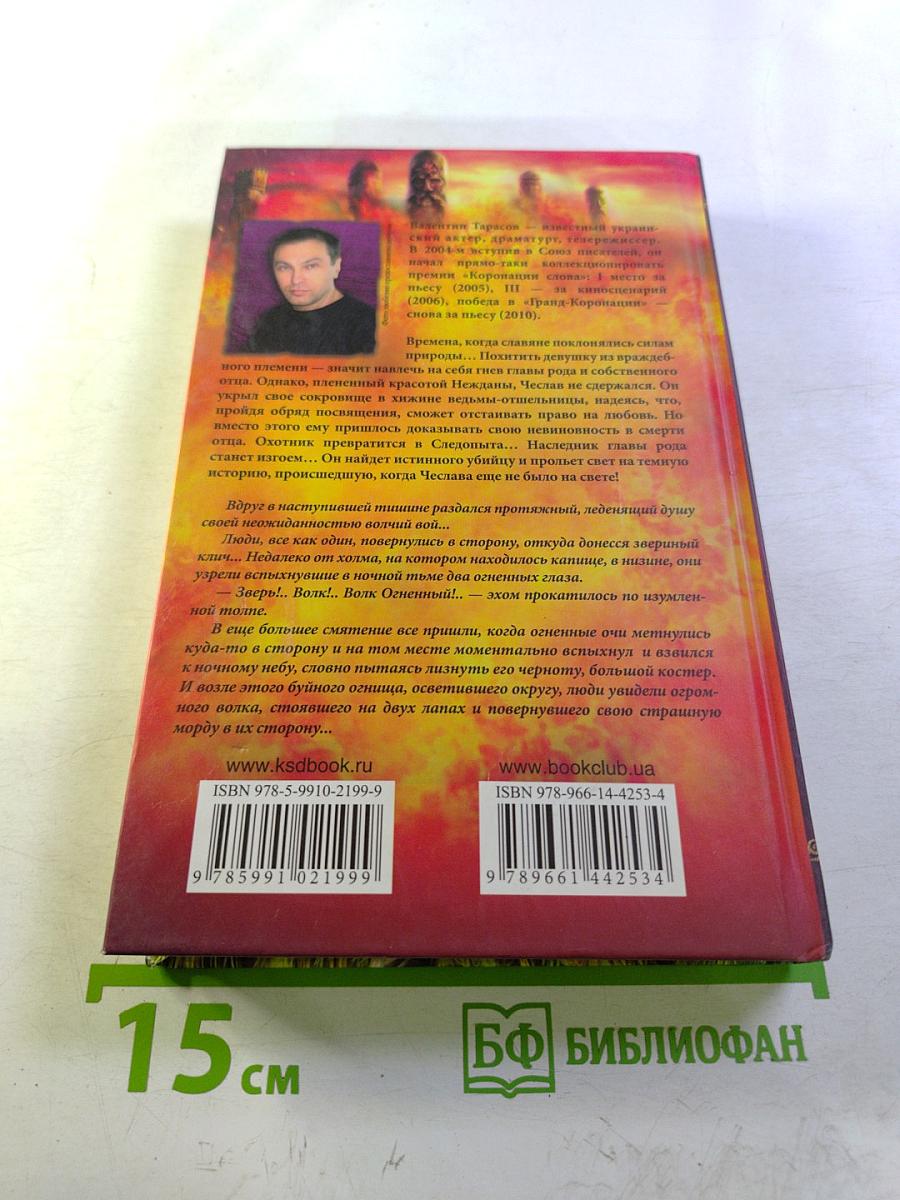 Валентин Тарасов — известный украин-
ский актер, драматург, телережиссер.
В 2004-м вступив в Союз писателей, он
начал прямо-таки коллекционировать
премии «Коронации слова»: I место за
пьесу (2005), III — за киносценарий
(2006), победа в «Гранд-Коронации» —
снова за пьесу (2010).
Времена, когда славяне поклонялись силам
природы... Похитить девушку из враждеб-
ного племени — значит навлечь на себя гнев главы рода и собственного
отца. Однако, плененный красотой Нежданы, Чеслав не сдержался. Он
укрыл свое сокровище в хижине ведьмы-отшельницы, надеясь, что,
пройдя обряд посвящения, сможет отстаивать право на любовь. Но
вместо этого ему пришлось доказывать свою невиновность в смерти
отца. Охотник превратится в Следопыта... Наследник главы рода
станет изгоем... Он найдет истинного убийцу и прольет свет на темную
историю, происшедшую, когда Чеслава еще не было на свете!
Вдруг в наступившей тишине раздался протяжный, леденящий душу
своей неожиданностью волчий вой...
Люди, все как один, повернулись в сторону, откуда донесся звериный
клич... Недалеко от холма, на котором находилось капище, в низине, они
узрели вспыхнувшие в ночной тьме два огненных глаза.
— Зверь!.. Волк!.. Волк Огненный!.. — эхом прокатилось по изумлен-
ной толпе.
В еще большее смятение все пришли, когда огненные очи метнулись
куда-то в сторону и на том месте моментально вспыхнул и взвился
к ночному небу, словно пытаясь лизнуть его черноту, большой костер.
И возле этого буйного огнища, осветившего округу, люди увидели огром-
ного волка, стоявшего на двух лапах и повернувшего свою страшную
морду в их сторону...
www.ksdbook.ru
www.bookclub.ua
ISBN 978-5-9910-2199-9
ISBN 978-966-14-4253-4
9 785991 021999
9 789661 442534
15 см
БФ БИБЛИОФАН